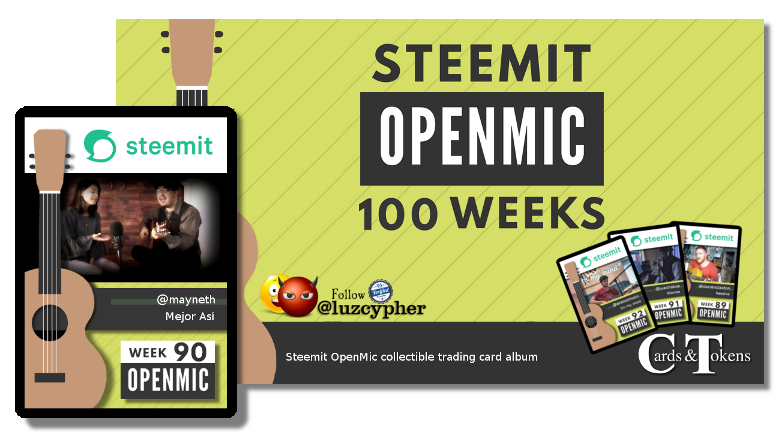 STEEMIT
OPENMIC
100 WEEKS
steemit
@mayneth
Mejor Asi
WEEK 90
OPENMIC
Follow
@luzcypher
Steemit OpenMic collectible trading card album
steemit
WEEK 92
OPENMIC
steemit
WEEK 91
OPENMIC
steemit
WEEK 89
OPENMIC
Cards & Tokens